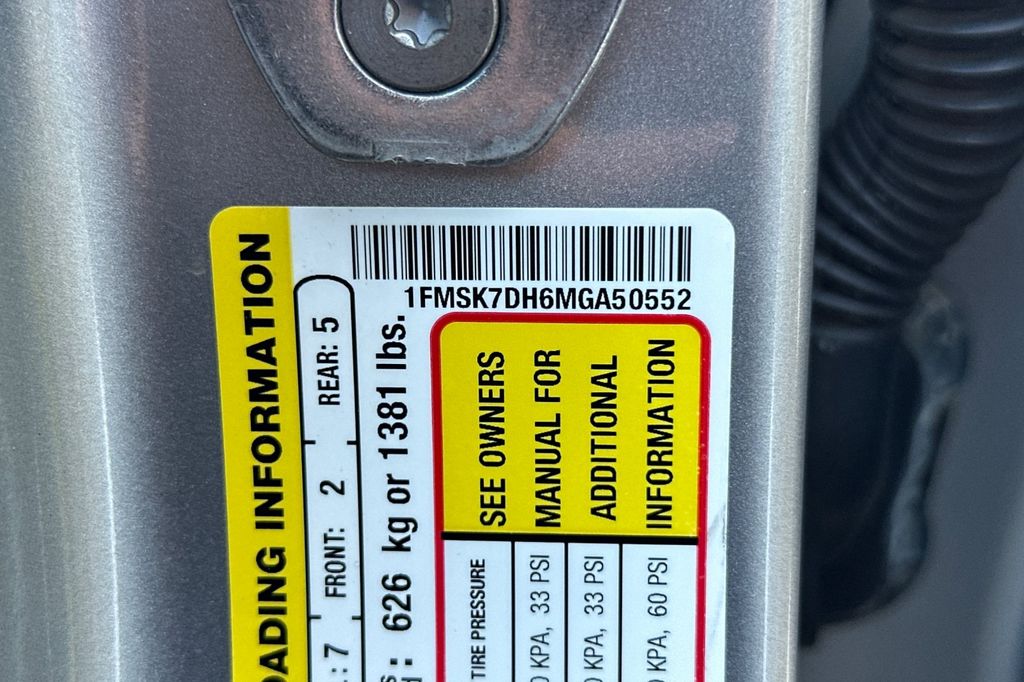 1FMSK7DH6MGA50552
REAR: 5
FRONT: 2
: 7
626 kg or 1381 lbs.
SEE OWNERS
MANUAL FOR
ADDITIONAL
INFORMATION
TIRE PRESSURE
KPA, 33 PSI
KPA, 33 PSI
KPA, 60 PSI
ADING INFORMATION